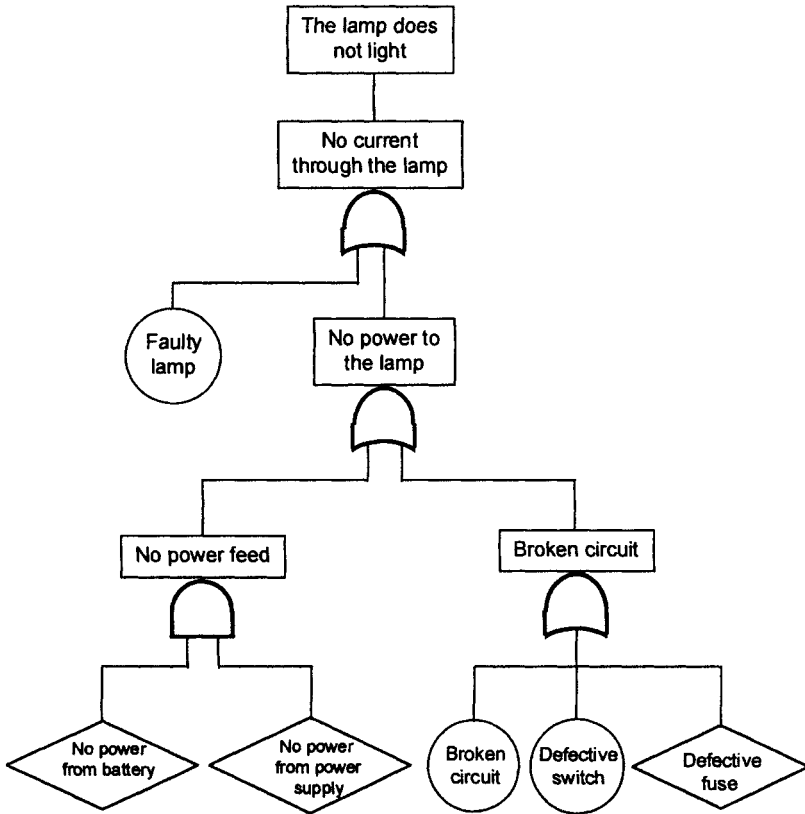 The lamp does
not light
No current
through the lamp
Faulty
lamp
No power to
the lamp
No power feed
Broken circuit
No power
from battery
No power
from power
supply
Broken
circuit
Defective
switch
Defective
fuse